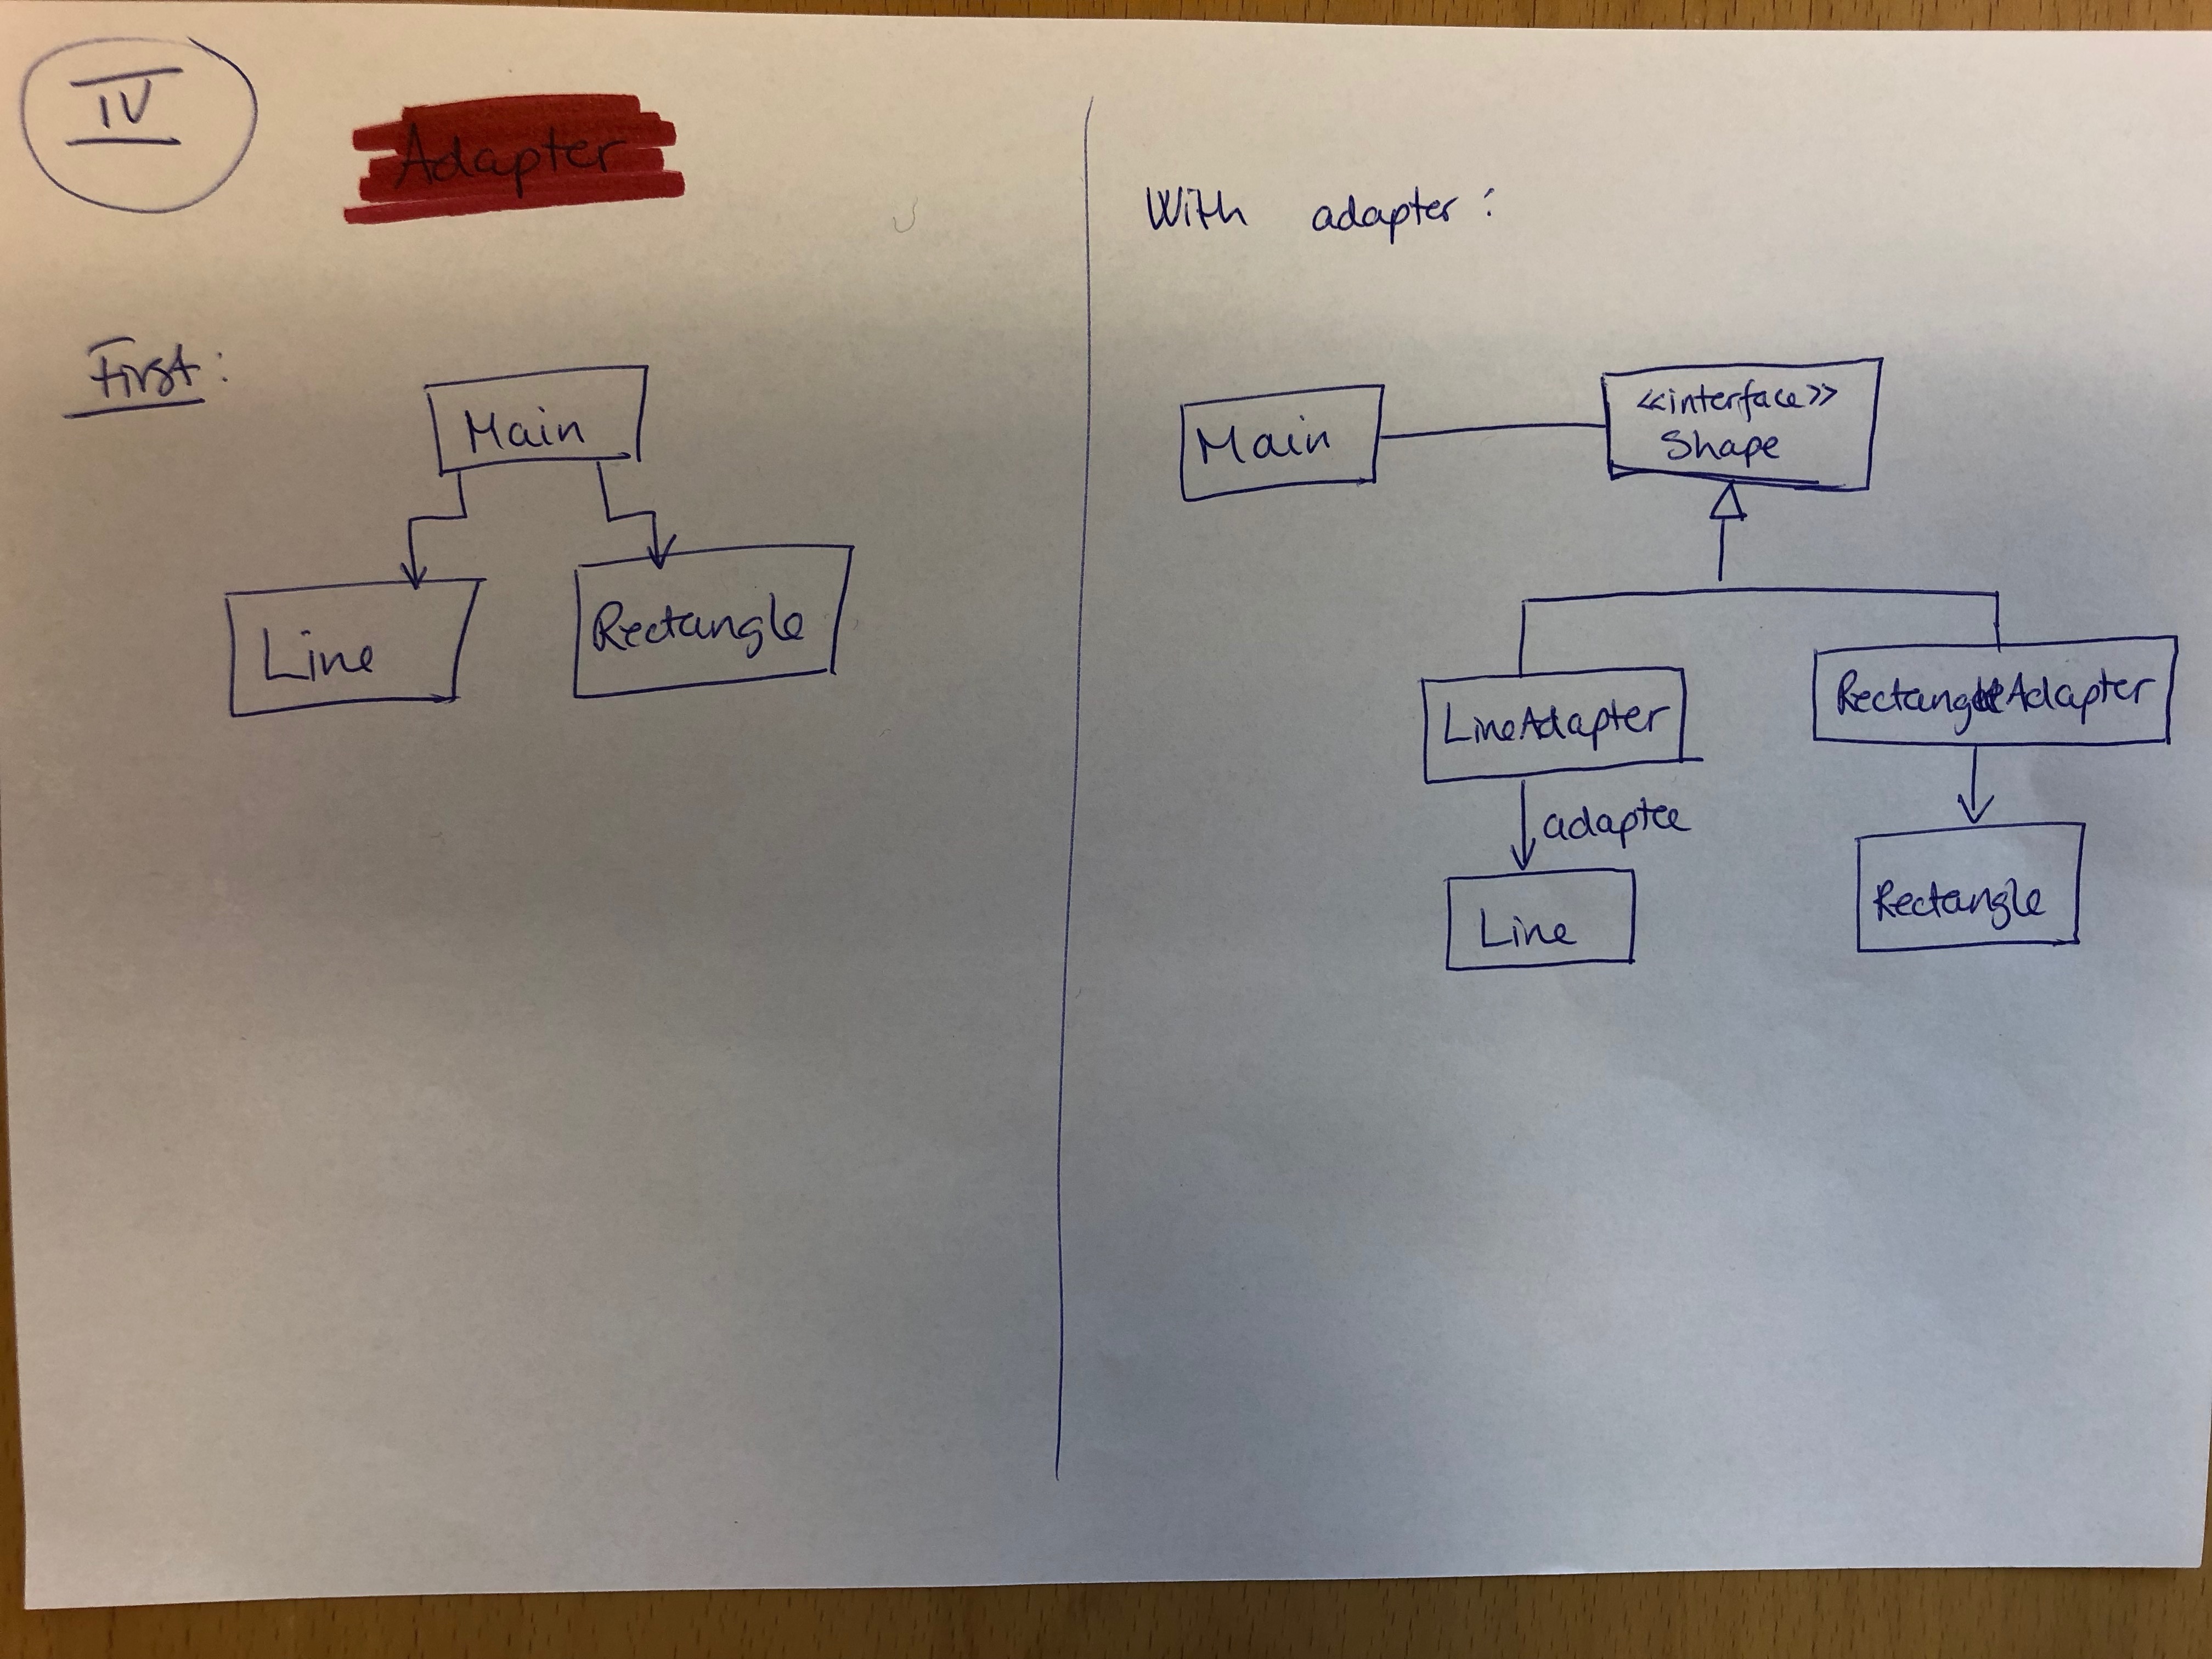 IV
Adapter
First:
Main
Line
Rectangle
With adapter:
Main
<<interface>>
Shape
LineAdapter
RectangleAdapter
adaptee
Line
Rectangle